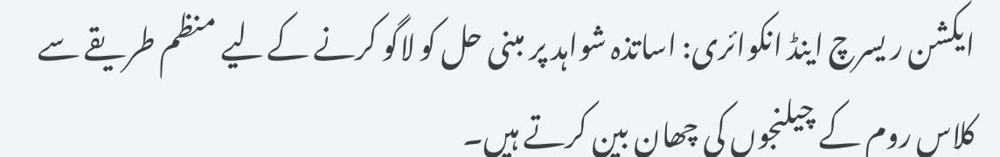 ایکشن ریسرچ اینڈ انکوائری: اساتذہ شواہد پر مبنی حل کو لاگو کرنے کے لیے منظم طریقے سے
کلاس روم کے چیلنجوں کی چھان بین کرتے ہیں۔